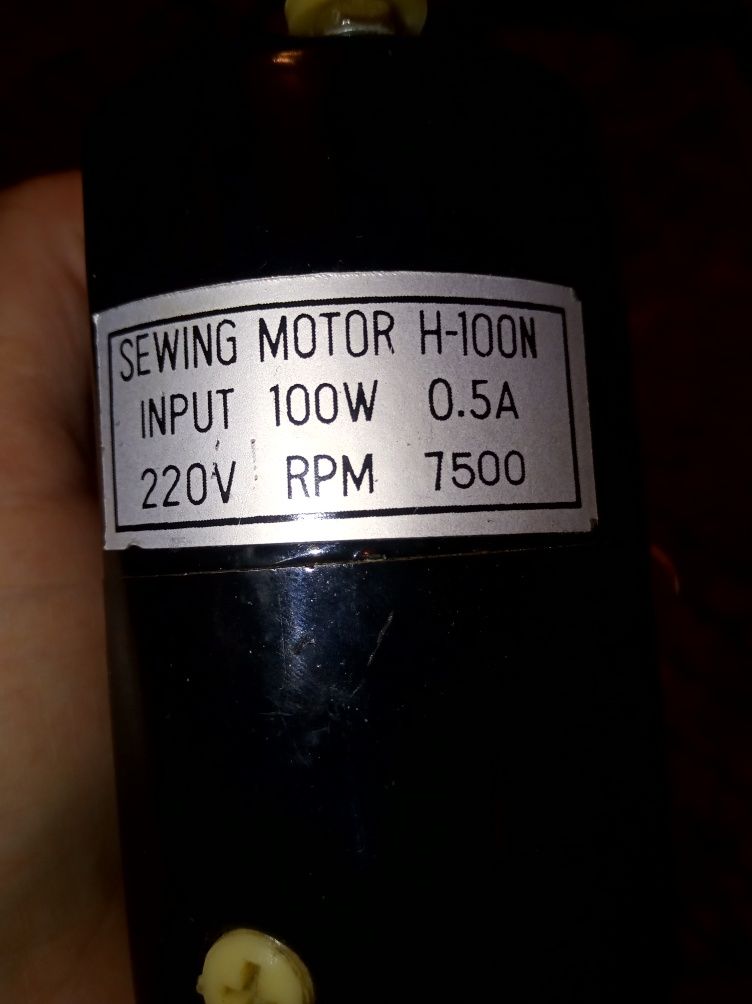 SEWING MOTOR H-100N
INPUT 100W 0.5A
220V RPM 7500